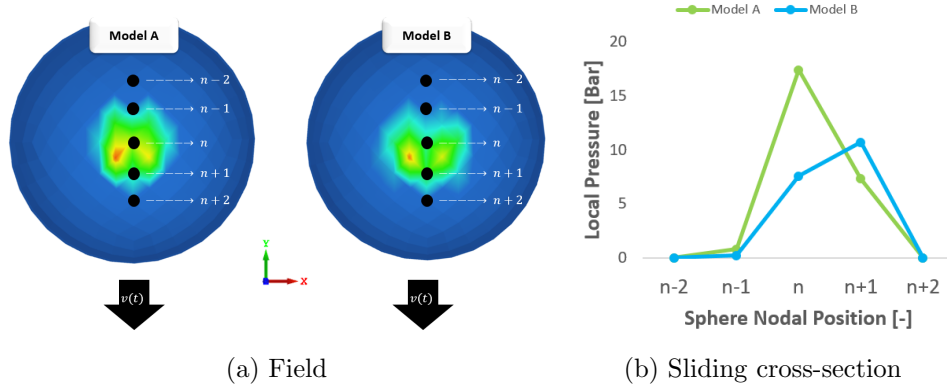 Model A
n − 2
n − 1
n
n + 1
n + 2
v(t)
Y
X
Model B
n − 2
n − 1
n
n + 1
n + 2
v(t)
(a) Field
Model A Model B
Local Pressure [Bar]
20
15
10
5
0
n-2 n-1 n n+1 n+2
Sphere Nodal Position [-]
(b) Sliding cross-section